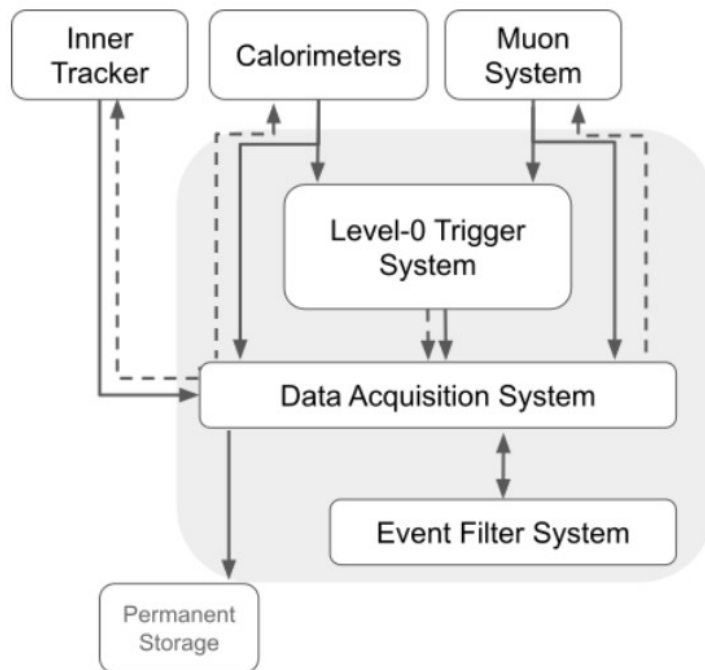 Inner
Tracker
Calorimeters
Muon
System
Level-0 Trigger
System
Data Acquisition System
Event Filter System
Permanent
Storage